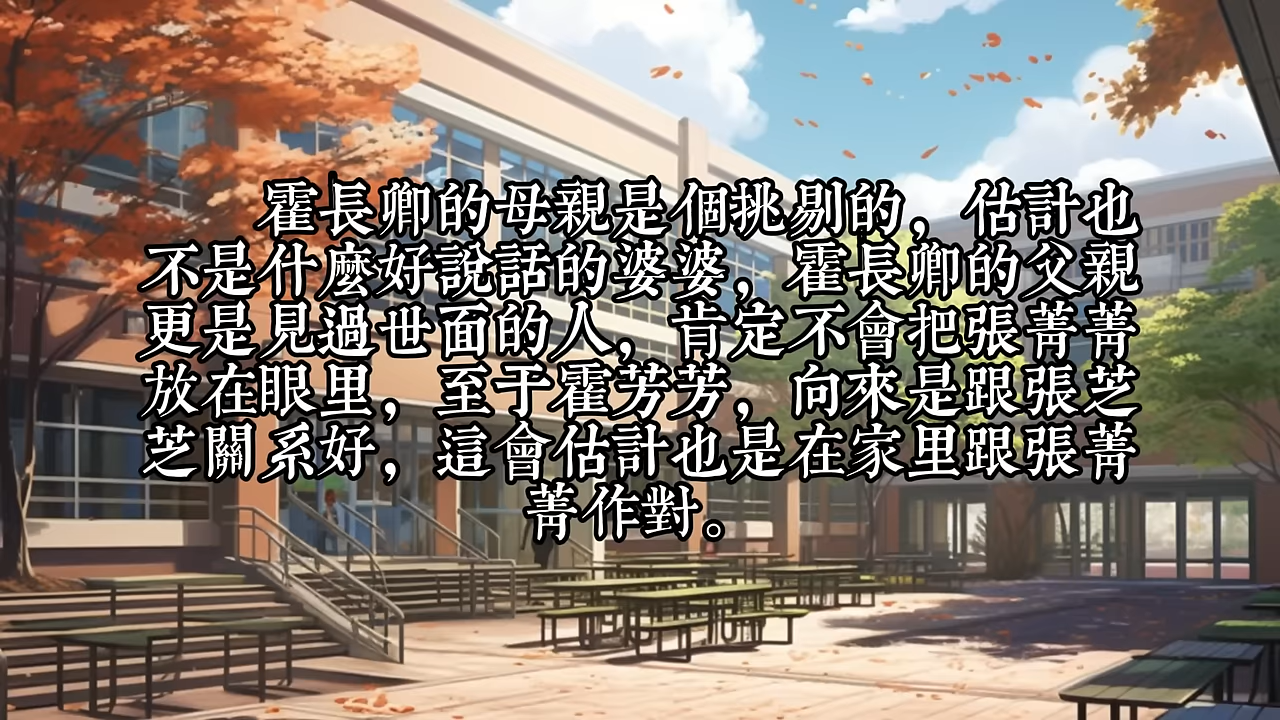 霍長卿的母親是個挑剔的，估計也
不是什麼好說話的婆婆，霍長卿的父親
更是見過世面的人，肯定不會把張菁菁
放在眼里，至于霍芳芳，向來是跟張芝
芝關系好，這會估計也是在家里跟張菁
菁作對。